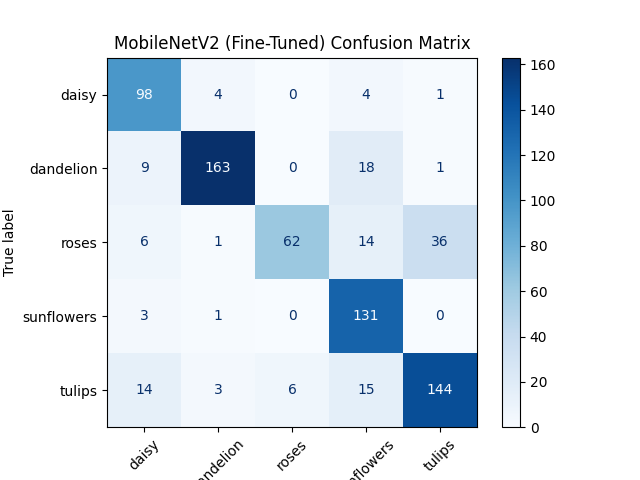 MobileNetV2 (Fine-Tuned) Confusion Matrix
True label
daisy 98 4 0 4 1
dandelion 9 163 0 18 1
roses 6 1 62 14 36
sunflowers 3 1 0 131 0
tulips 14 3 6 15 144
daisy ndelion roses flowers tulips
160
140
120
100
80
60
40
20
0